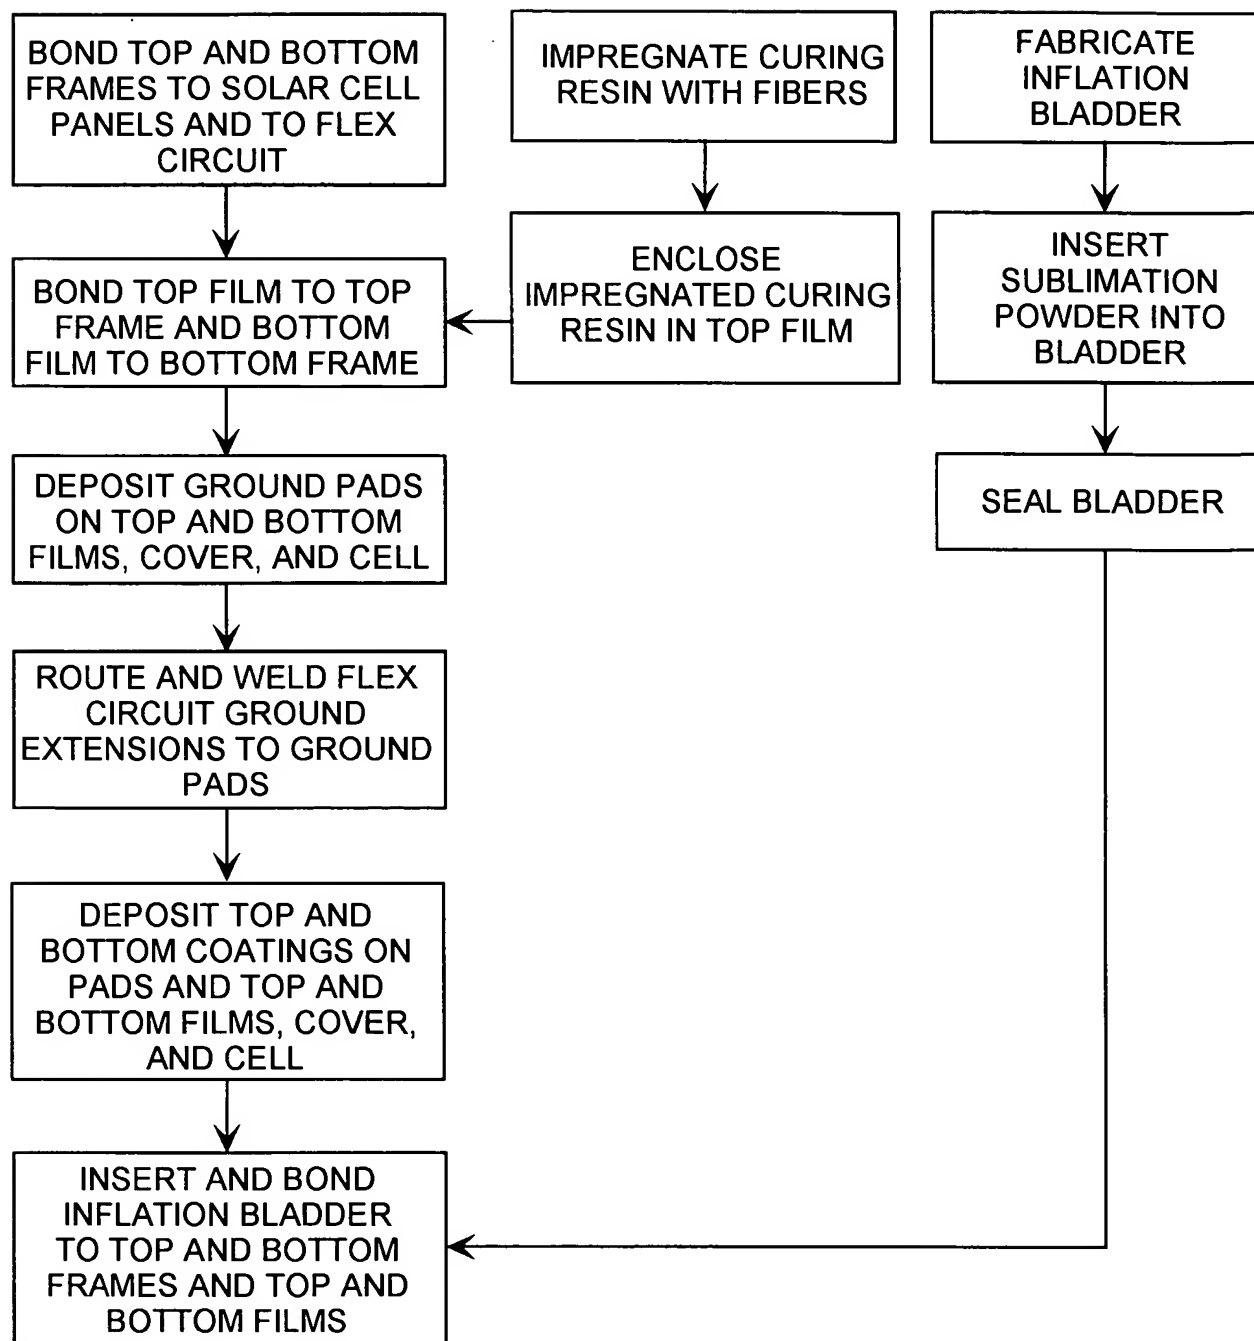 BOND TOP AND BOTTOM
FRAMES TO SOLAR CELL
PANELS AND TO FLEX
CIRCUIT
IMPREGNATE CURING
RESIN WITH FIBERS
FABRICATE
INFLATION
BLADDER
BOND TOP FILM TO TOP
FRAME AND BOTTOM
FILM TO BOTTOM FRAME
ENCLOSE
IMPREGNATED CURING
RESIN IN TOP FILM
INSERT
SUBLIMATION
POWDER INTO
BLADDER
DEPOSIT GROUND PADS
ON TOP AND BOTTOM
FILMS, COVER, AND CELL
SEAL BLADDER
ROUTE AND WELD FLEX
CIRCUIT GROUND
EXTENSIONS TO GROUND
PADS
DEPOSIT TOP AND
BOTTOM COATINGS ON
PADS AND TOP AND
BOTTOM FILMS, COVER,
AND CELL
INSERT AND BOND
INFLATION BLADDER
TO TOP AND BOTTOM
FRAMES AND TOP AND
BOTTOM FILMS